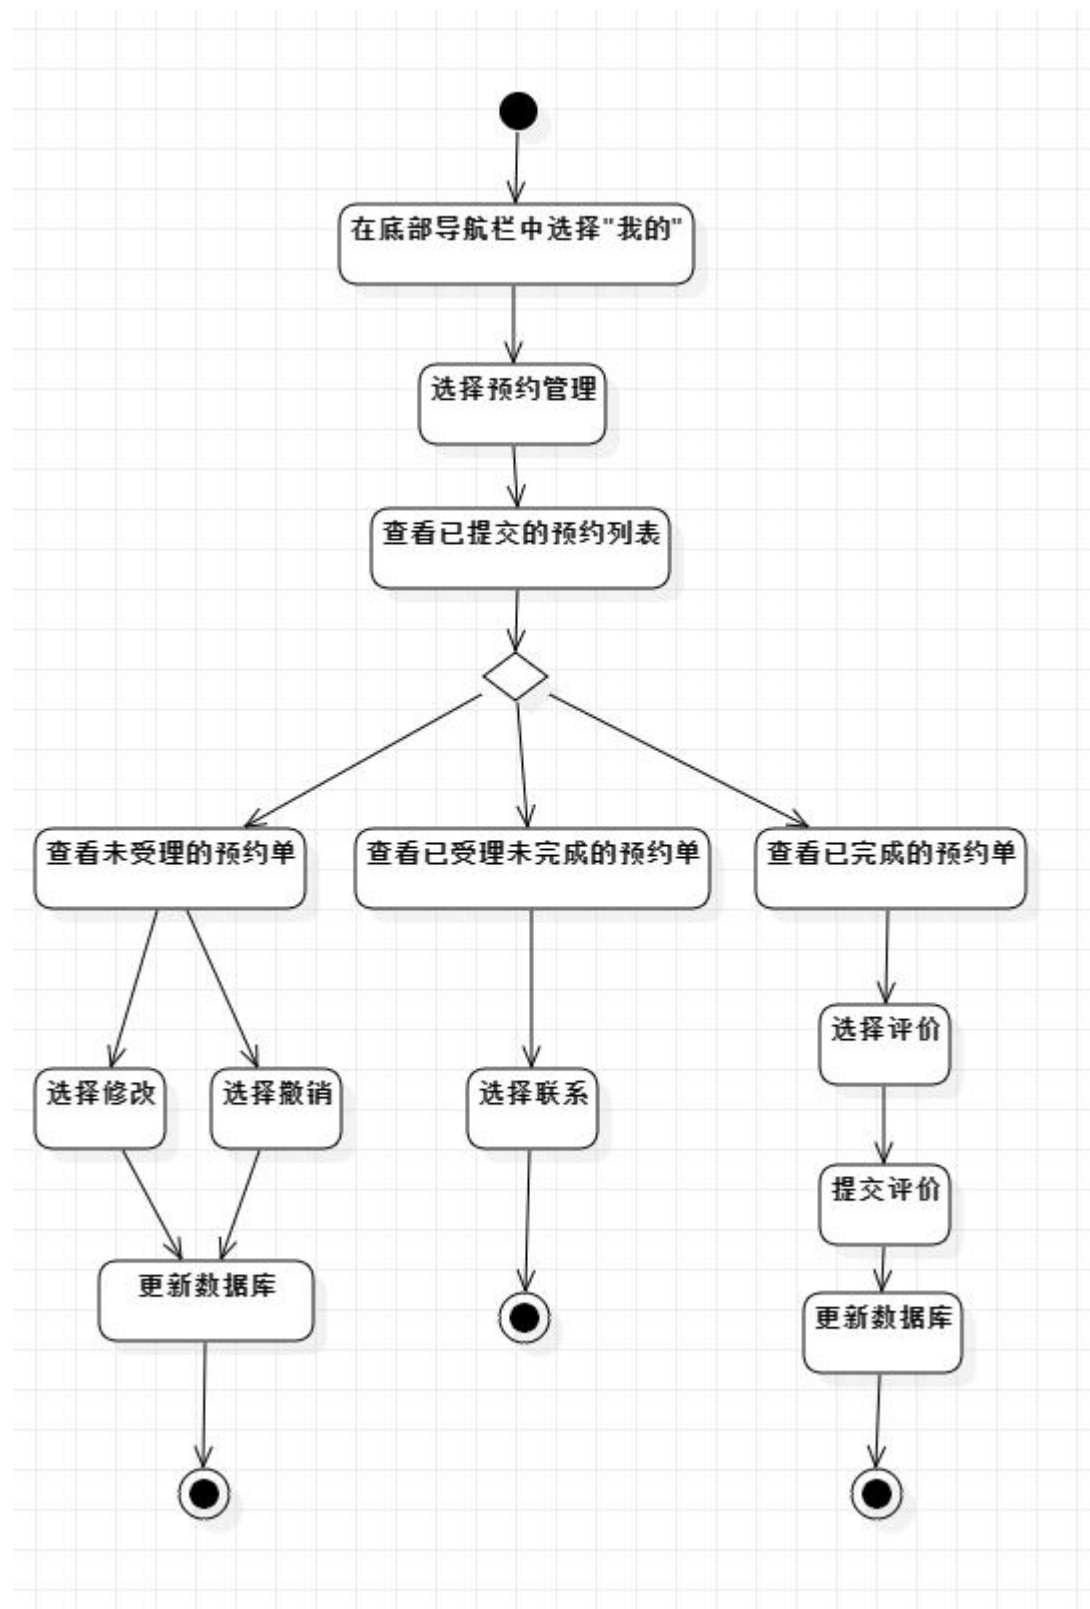 在底部导航栏中选择"我的"
选择预约管理
查看已提交的预约列表
查看未受理的预约单
查看已受理未完成的预约单
查看已完成的预约单
选择修改
选择撤销
选择联系
选择评价
提交评价
更新数据库
更新数据库